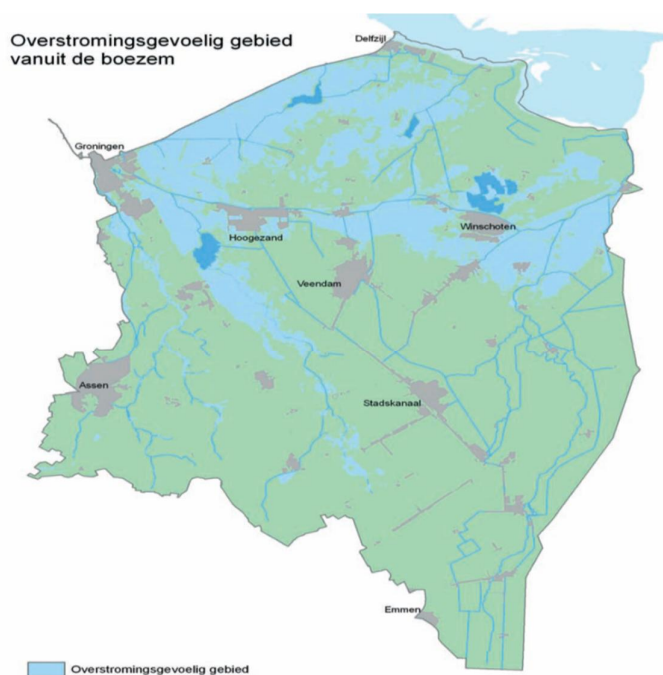 Overstromingsgevoelig gebied
vanuit de boezem
Delfzijl
Groningen
Hoogezand
Winschoten
Veendam
Assen
Stadskanaal
Emmen
Overstromingsgevoelig gebied